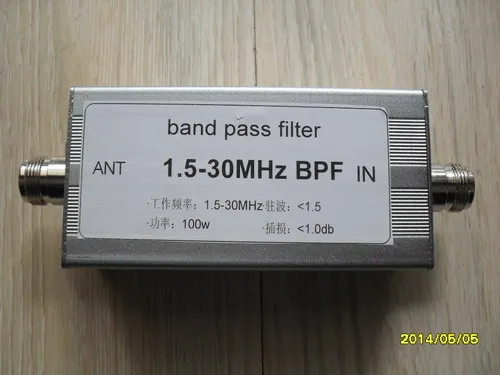 band pass filter
ANT 1.5-30MHz BPF IN
·工作频率：1.5-30MHz·驻波：<1.5
·功率：100w ·插损：<1.0db
2014/05/05